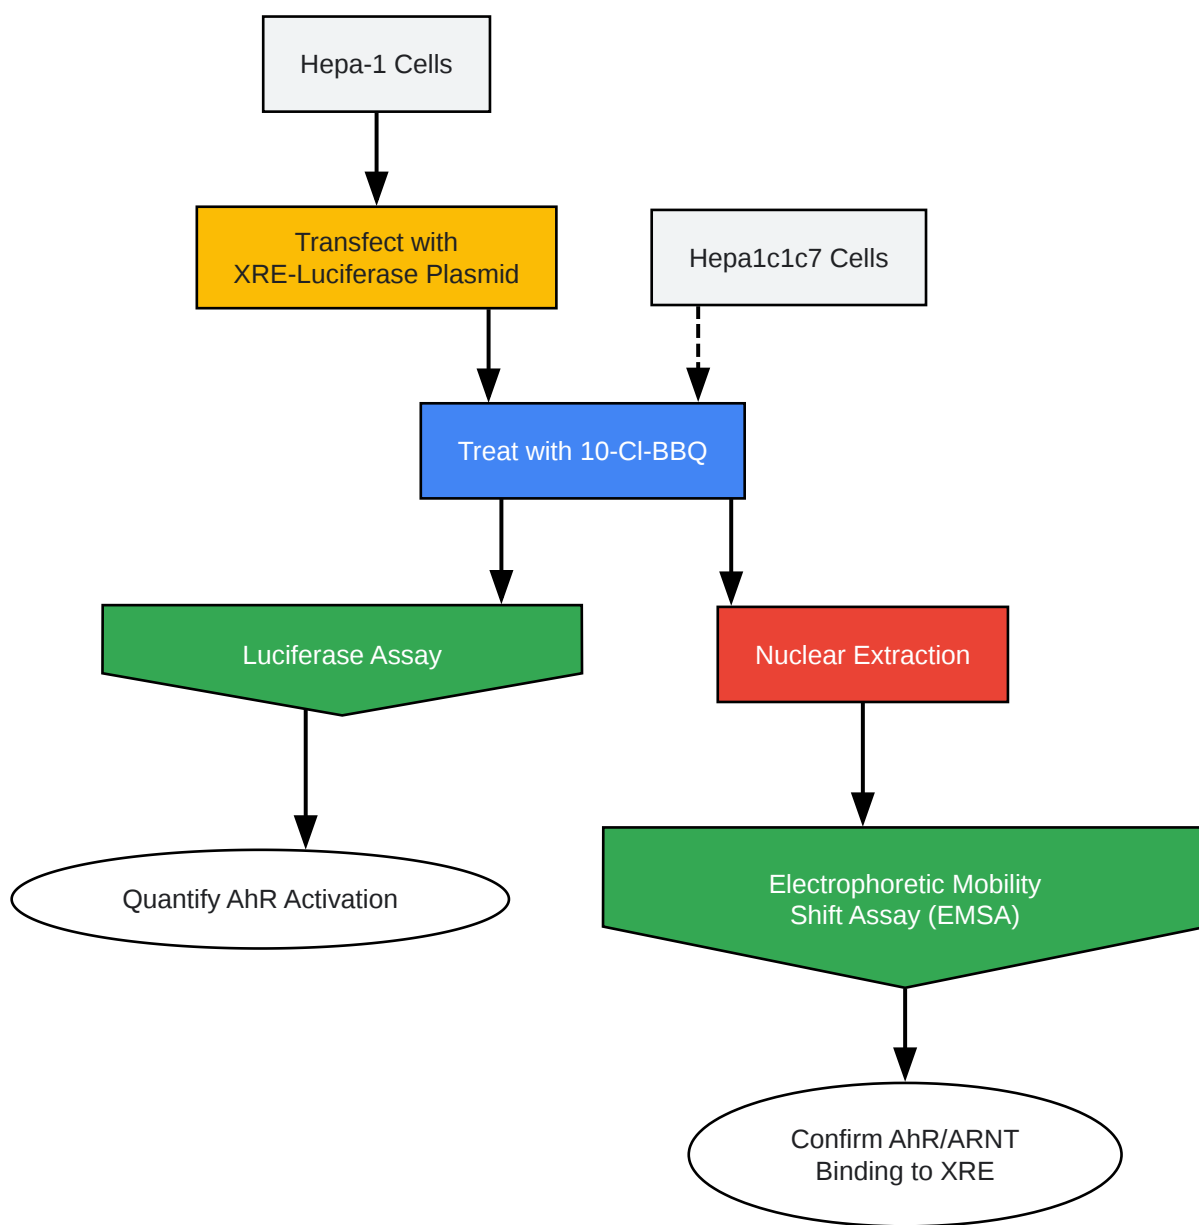 Hepa-1 Cells
Transfect with
XRE-Luciferase Plasmid
Hepa1c1c7 Cells
Treat with 10-Cl-BBQ
Luciferase Assay
Nuclear Extraction
Quantify AhR Activation
Electrophoretic Mobility
Shift Assay (EMSA)
Confirm AhR/ARNT
Binding to XRE